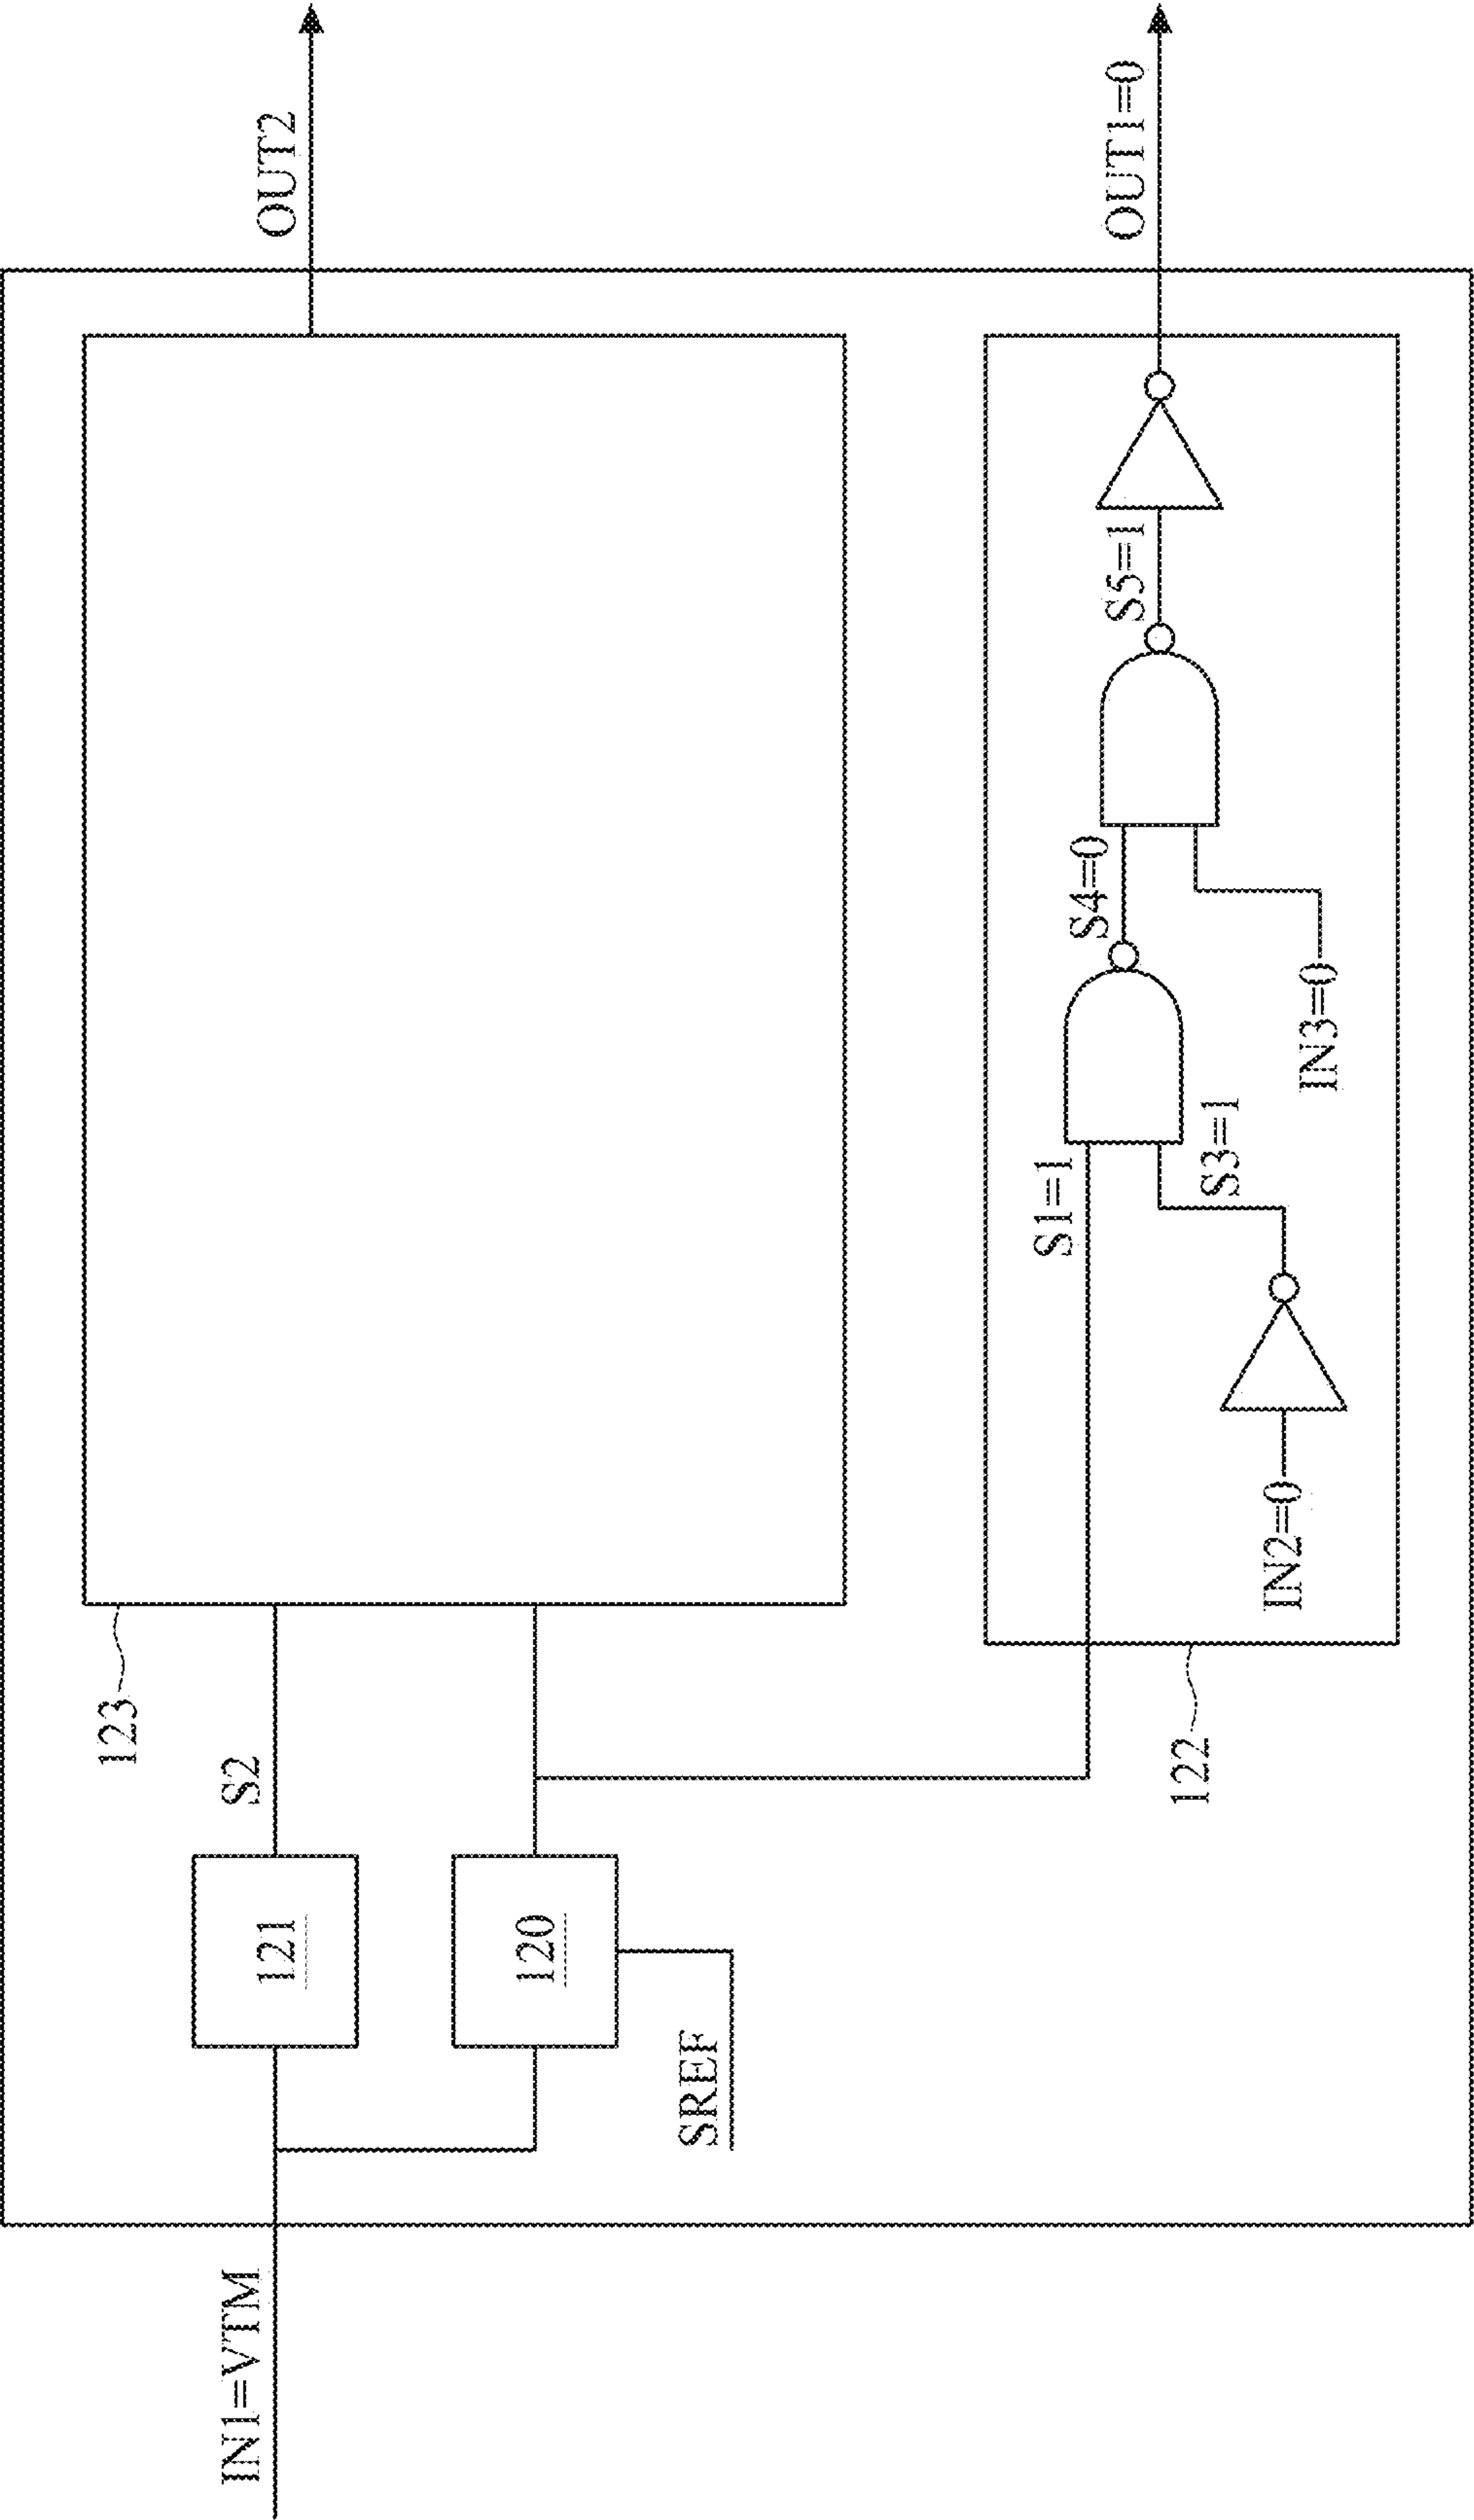 IN1=VTM
SREF
121
120
S2
123
OUT2
122
S1=1
IN2=0
S3=1
S4=0
IN3=0
S5=1
OUT1=0